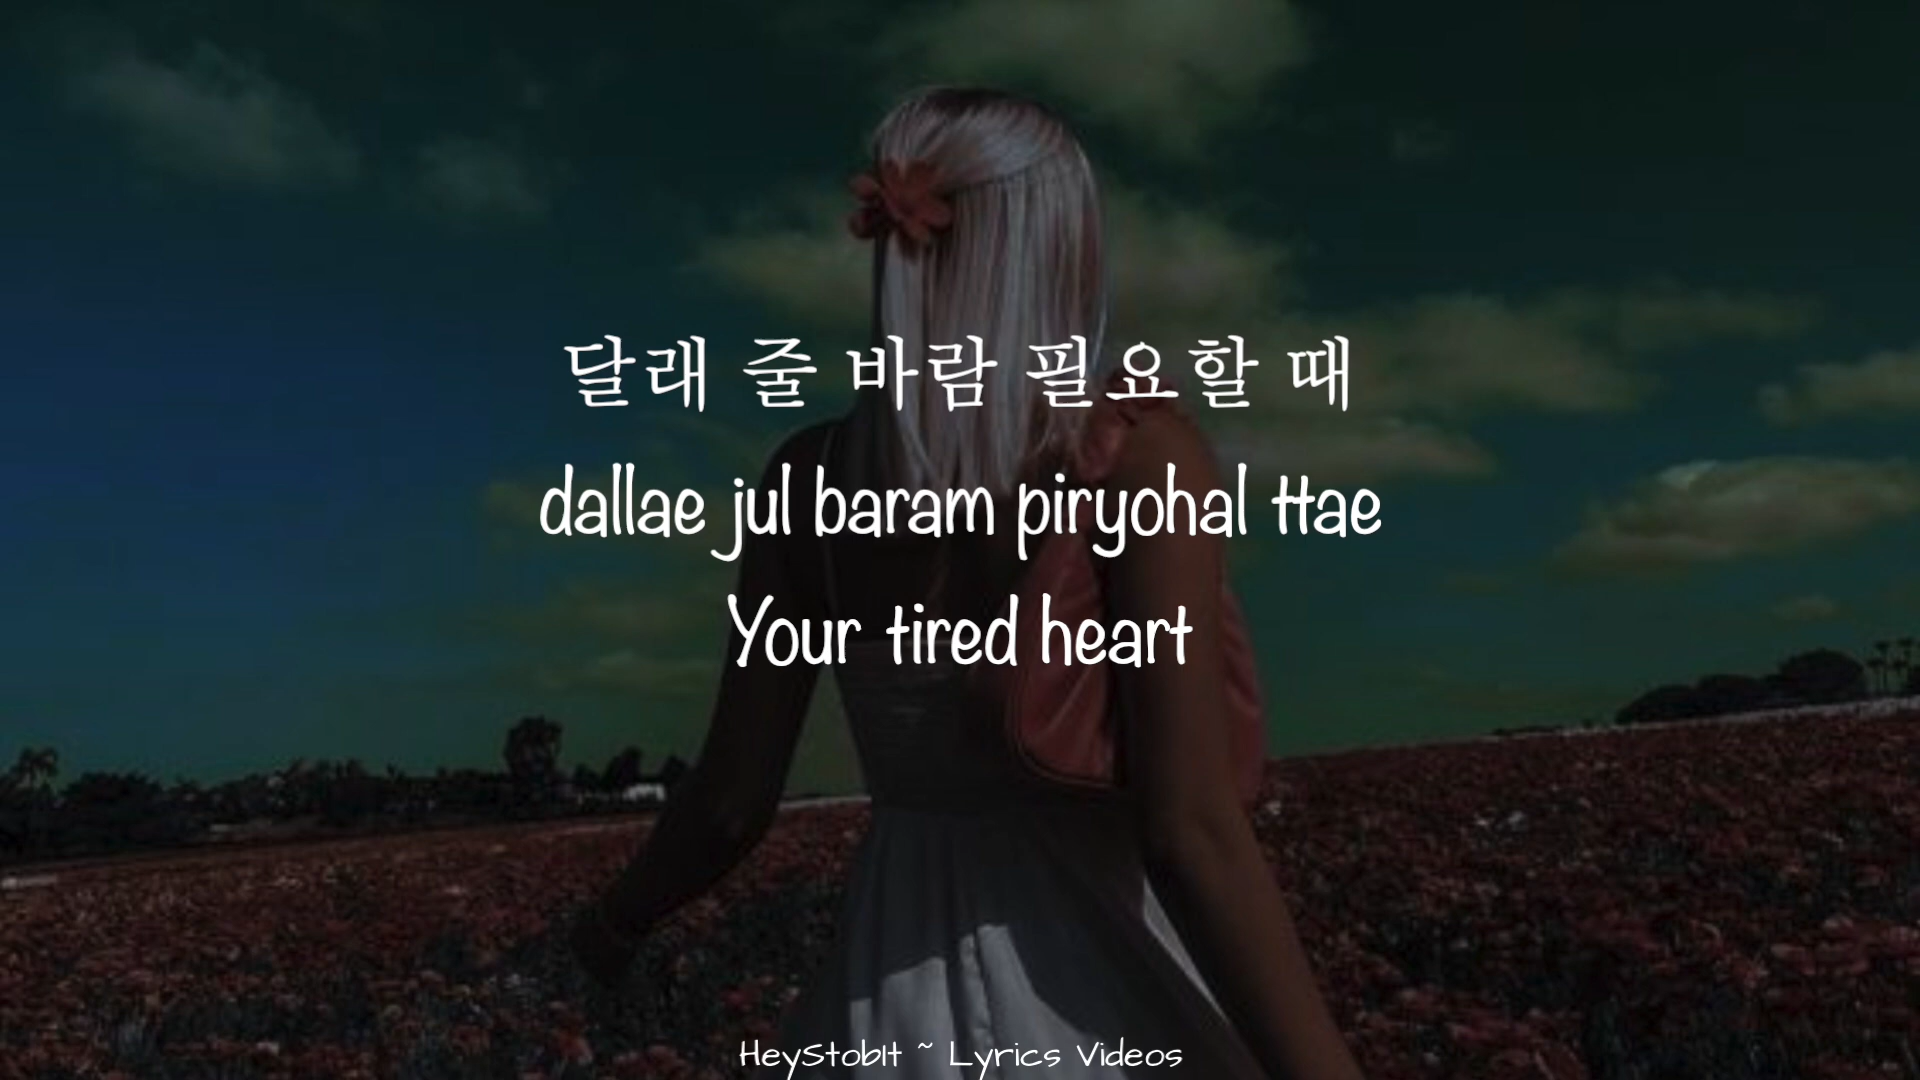 달래 줄 바람 필요할 때
dallae jul baram piryohal ttae
Your tired heart
HeyStobIt ~ Lyrics Videos